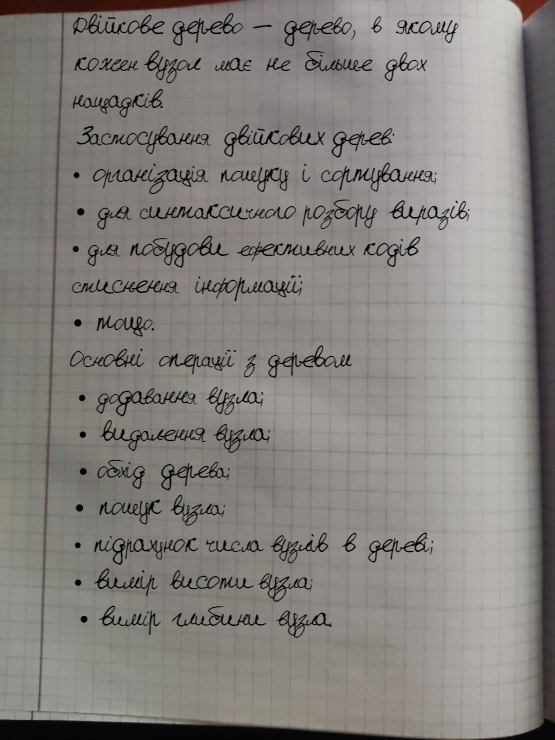 Двійкове дерево — дерево, в якому
кожен вузол має не більше двох
нащадків.
Застосування двійкових дерев:
• організація пошуку і сортування;
• для синтаксичного розбору виразів;
• для побудови ефективних кодів
стиснення інформації;
• тощо.
Основні операції з деревом
• додавання вузла;
• видалення вузла;
• обхід дерева;
• пошук вузла;
• підрахунок числа вузлів в дереві;
• вимір висоти вузла;
• вимір глибини вузла.